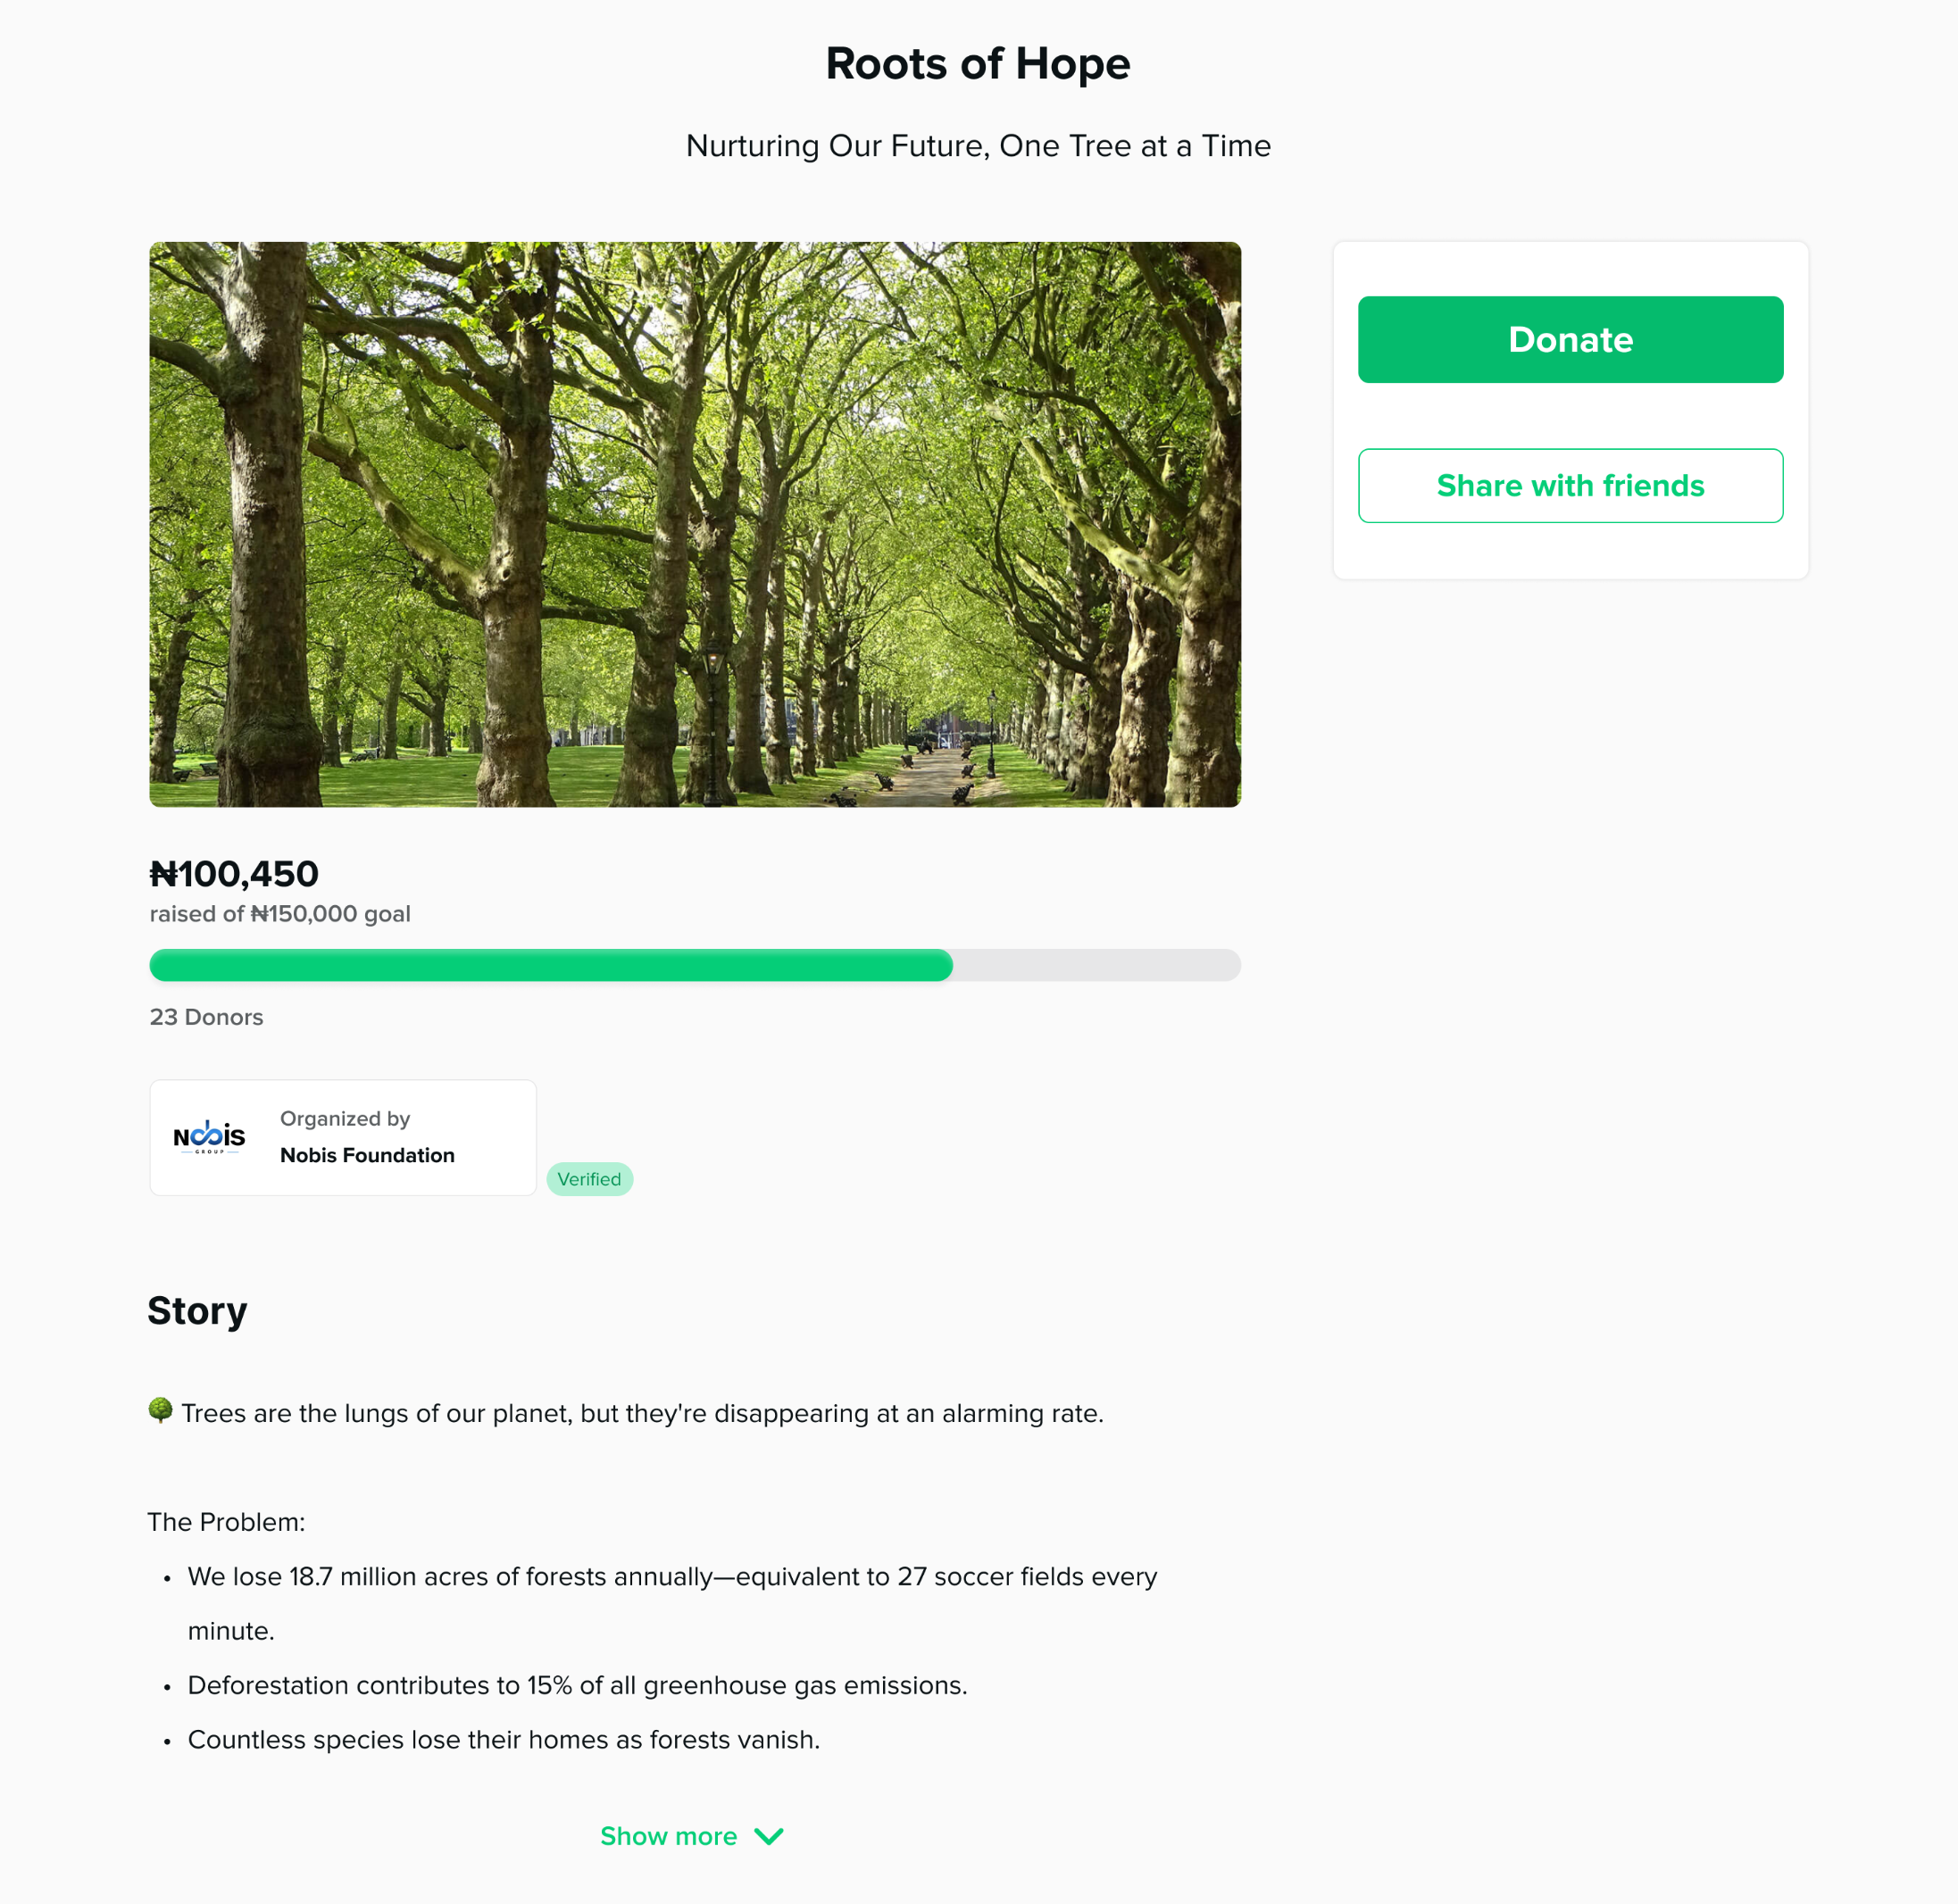 Roots of Hope
Nurturing Our Future, One Tree at a Time
Donate
Share with friends
₦100,450
raised of ₦150,000 goal
23 Donors
NOBIS
GROUP
Organized by
Nobis Foundation
Verified
Story
🌳 Trees are the lungs of our planet, but they're disappearing at an alarming rate.
The Problem:
• We lose 18.7 million acres of forests annually—equivalent to 27 soccer fields every
minute.
• Deforestation contributes to 15% of all greenhouse gas emissions.
• Countless species lose their homes as forests vanish.
Show more